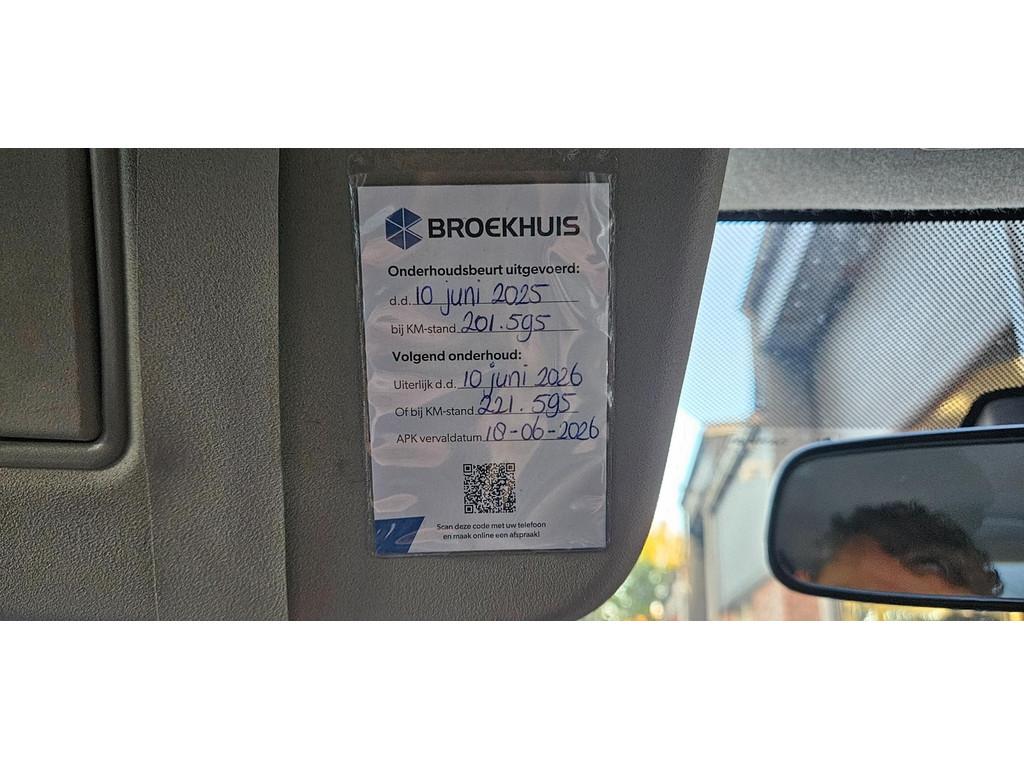 BROEKHUIS
Onderhoudsbeurt uitgevoerd:
d.d. 10 juni 2025
bij KM-stand 201.595
Volgend onderhoud:
Uiterlijk d.d. 10 juni 2026
Of bij KM-stand 221.595
APK vervaldatum 18-06-2026
Scan deze code met uw telefoon
en maak online een afspraak!